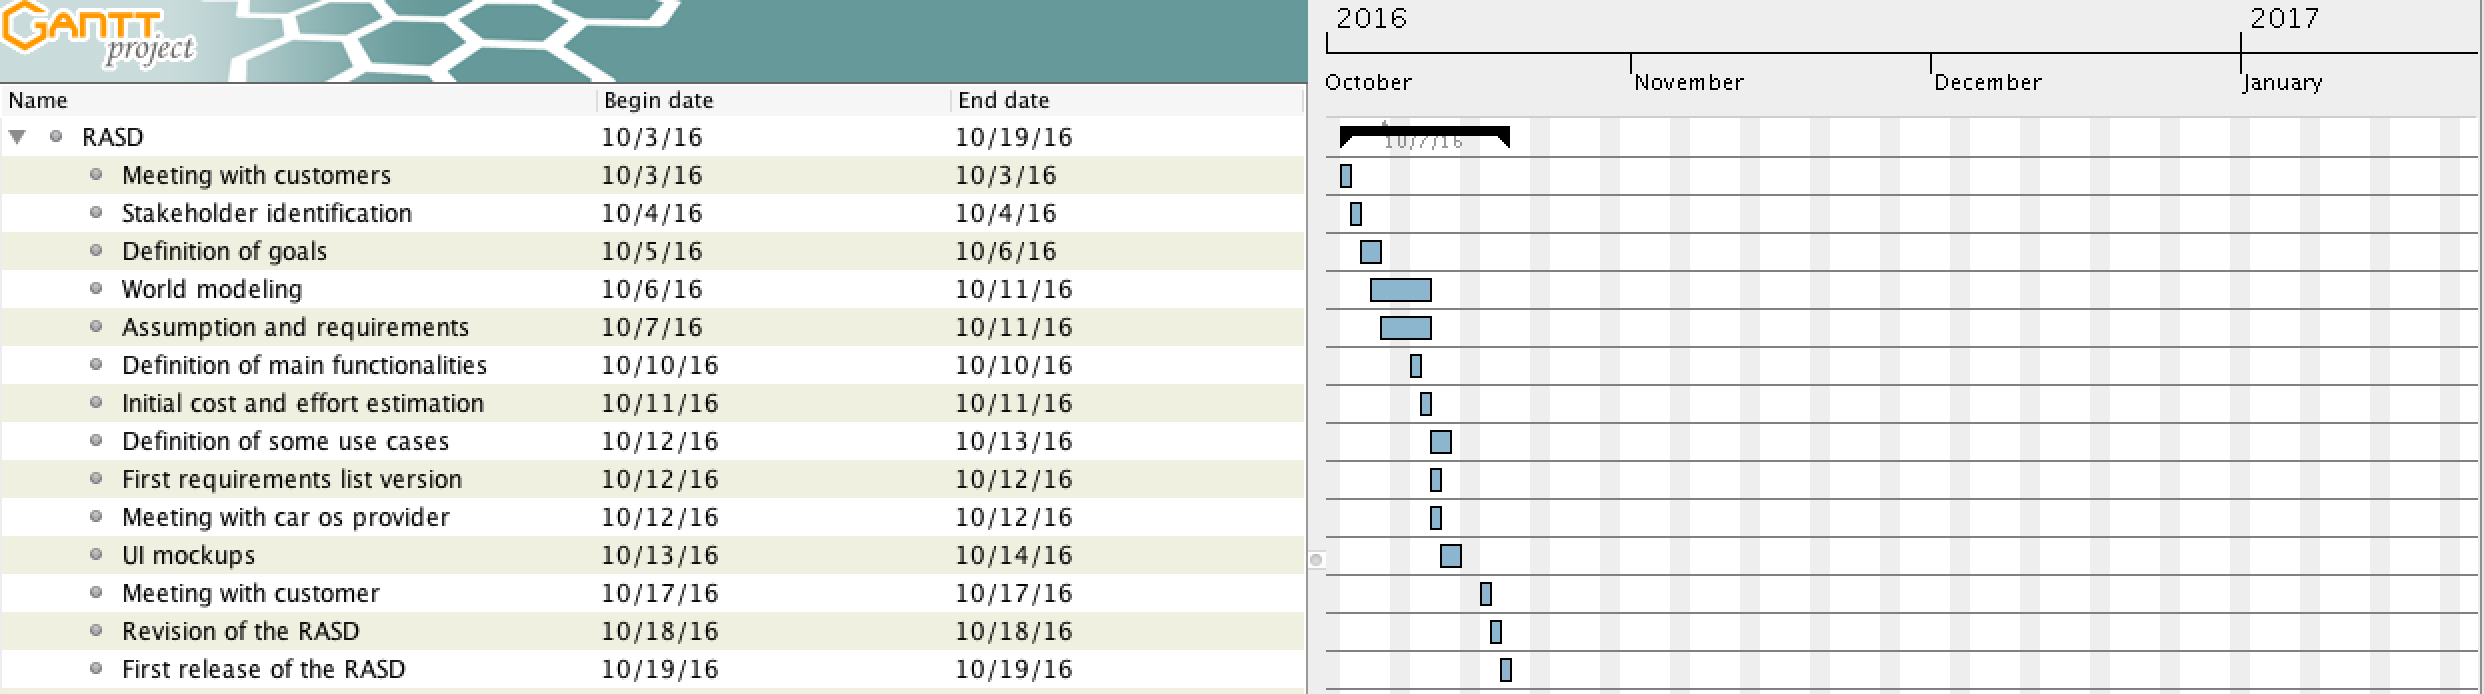 GANTT
project
2016 2017
October November December January
Name Begin date End date
RASD 10/3/16 10/19/16
10/7/16
Meeting with customers 10/3/16 10/3/16
Stakeholder identification 10/4/16 10/4/16
Definition of goals 10/5/16 10/6/16
World modeling 10/6/16 10/11/16
Assumption and requirements 10/7/16 10/11/16
Definition of main functionalities 10/10/16 10/10/16
Initial cost and effort estimation 10/11/16 10/11/16
Definition of some use cases 10/12/16 10/13/16
First requirements list version 10/12/16 10/12/16
Meeting with car os provider 10/12/16 10/12/16
UI mockups 10/13/16 10/14/16
Meeting with customer 10/17/16 10/17/16
Revision of the RASD 10/18/16 10/18/16
First release of the RASD 10/19/16 10/19/16